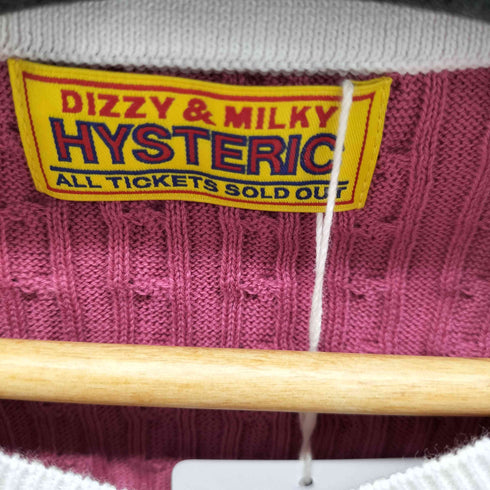 DIZZY & MILKY
HYSTERIC
ALL TICKETS SOLD OUT